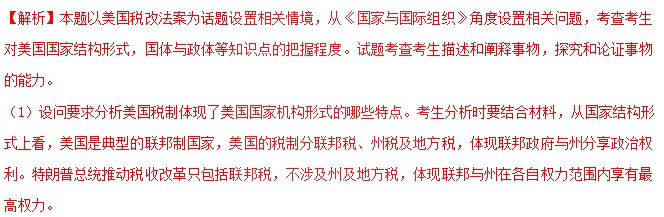 【解析】本题以美国税改法案为话题设置相关情境，从《国家与国际组织》角度设置相关问题，考查考生
对美国国家结构形式，国体与政体等知识点的把握程度。试题考查考生描述和阐释事物，探究和论证事物
的能力。
（1）设问要求分析美国税制体现了美国国家机构形式的哪些特点。考生分析时要结合材料，从国家结构形
式上看，美国是典型的联邦制国家，美国的税制分联邦税、州税及地方税，体现联邦政府与州分享政治权
利。特朗普总统推动税收改革只包括联邦税，不涉及州及地方税，体现联邦与州在各自权力范围内享有最
高权力。